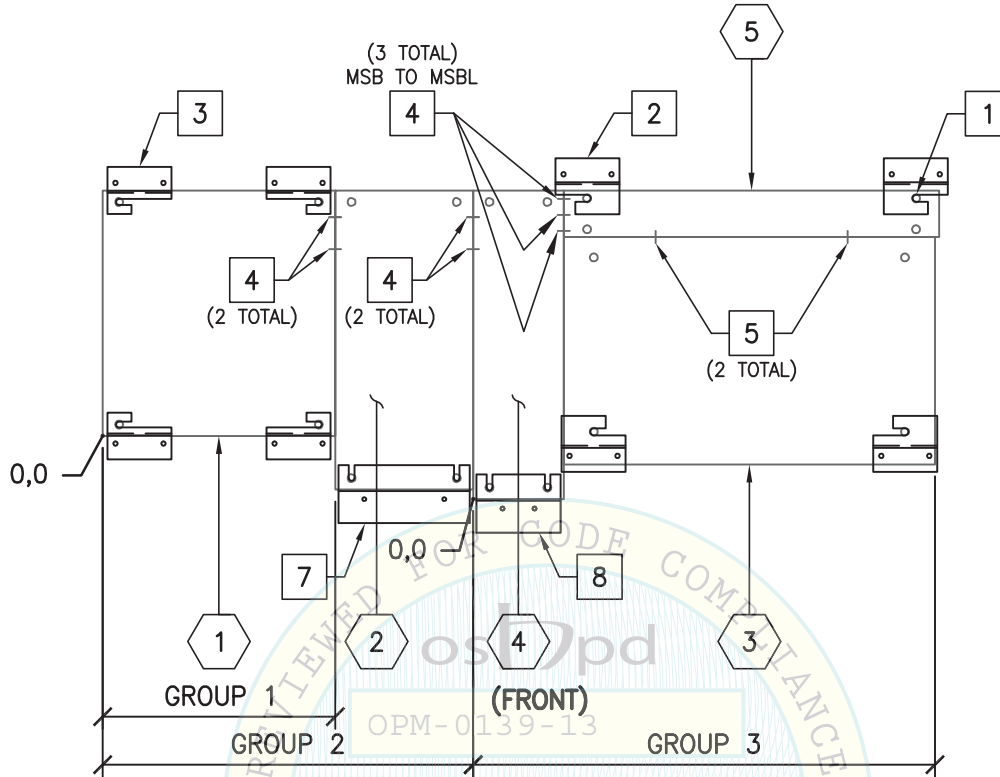 5
(3 TOTAL)
MSB TO MSBL
3
4
2
1
4
(2 TOTAL)
4
(2 TOTAL)
5
(2 TOTAL)
0,0
0,0
7
8
REVIEWED FOR CODE COMPLIANCE
1
2
4
3
oshpd
GROUP 1
(FRONT)
OPM-0139-13
GROUP 2
GROUP 3